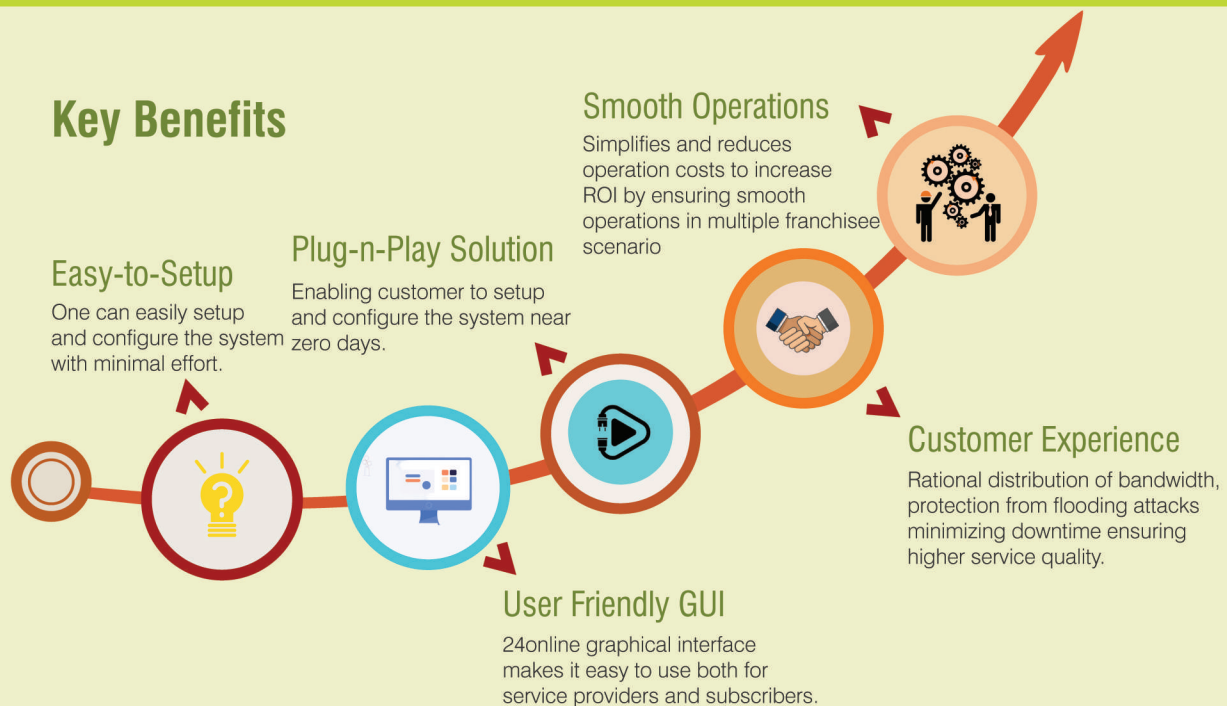 Key Benefits
Easy-to-Setup
One can easily setup
and configure the system
with minimal effort.
User Friendly GUI
24online graphical interface
makes it easy to use both for
service providers and subscribers.
Plug-n-Play Solution
Enabling customer to setup
and configure the system near
zero days.
Customer Experience
Rational distribution of bandwidth,
protection from flooding attacks
minimizing downtime ensuring
higher service quality.
Smooth Operations
Simplifies and reduces
operation costs to increase
ROI by ensuring smooth
operations in multiple franchisee
scenario